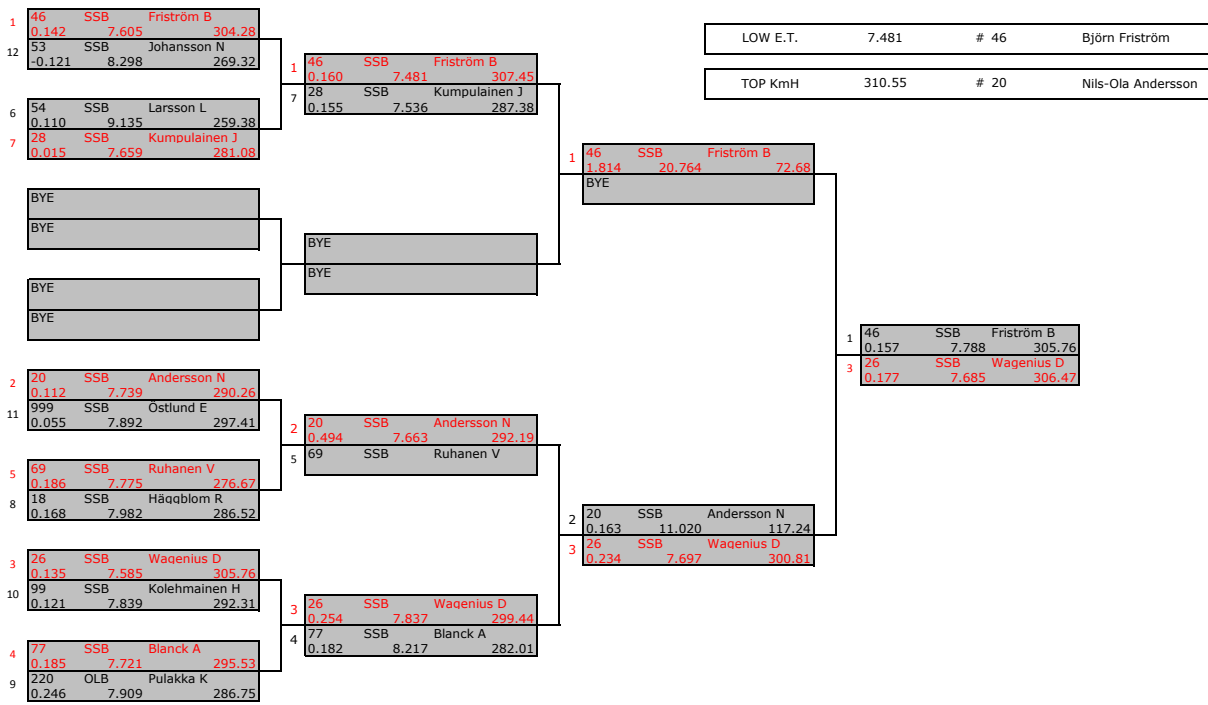 1 46 SSB Friström B
0.142 7.605 304.28
12 53 SSB Johansson N
-0.121 8.298 269.32
6 54 SSB Larsson L
0.110 9.135 259.38
7 28 SSB Kumpulainen J
0.015 7.659 281.08
BYE
BYE
BYE
BYE
2 20 SSB Andersson N
0.112 7.739 290.26
11 999 SSB Östlund E
0.055 7.892 297.41
5 69 SSB Ruhanen V
0.186 7.775 276.67
8 18 SSB Häggblom R
0.168 7.982 286.52
3 26 SSB Wagenius D
0.135 7.585 305.76
10 99 SSB Kolehmainen H
0.121 7.839 292.31
4 77 SSB Blanck A
0.185 7.721 295.53
9 220 OLB Pulakka K
0.246 7.909 286.75
1 46 SSB Friström B
0.160 7.481 307.45
7 28 SSB Kumpulainen J
0.155 7.536 287.38
BYE
BYE
2 20 SSB Andersson N
0.494 7.663 292.19
5 69 SSB Ruhanen V
3 26 SSB Wagenius D
0.254 7.837 299.44
4 77 SSB Blanck A
0.182 8.217 282.01
1 46 SSB Friström B
1.814 20.764 72.68
BYE
2 20 SSB Andersson N
0.163 11.020 117.24
3 26 SSB Wagenius D
0.234 7.697 300.81
1 46 SSB Friström B
0.157 7.788 305.76
3 26 SSB Wagenius D
0.177 7.685 306.47
LOW E.T. 7.481 # 46 Björn Friström
TOP KmH 310.55 # 20 Nils-Ola Andersson